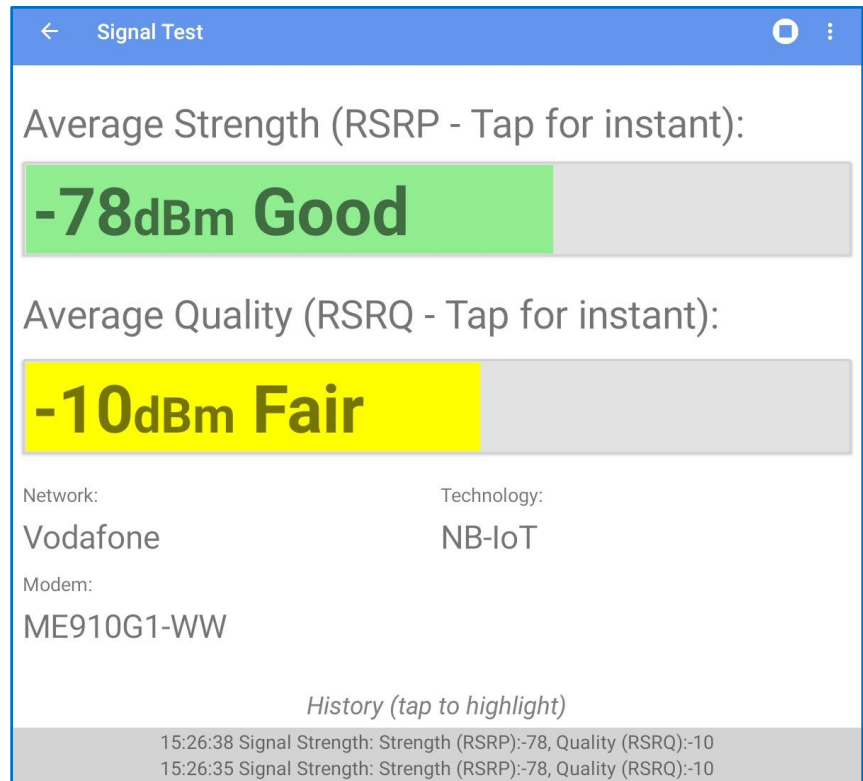 Signal Test
Average Strength (RSRP - Tap for instant):
-78dBm Good
Average Quality (RSRQ - Tap for instant):
-10dBm Fair
Network:
Technology:
Vodafone
NB-IoT
Modem:
ME910G1-WW
History (tap to highlight)
15:26:38 Signal Strength: Strength (RSRP):-78, Quality (RSRQ):-10
15:26:35 Signal Strength: Strength (RSRP):-78, Quality (RSRQ):-10